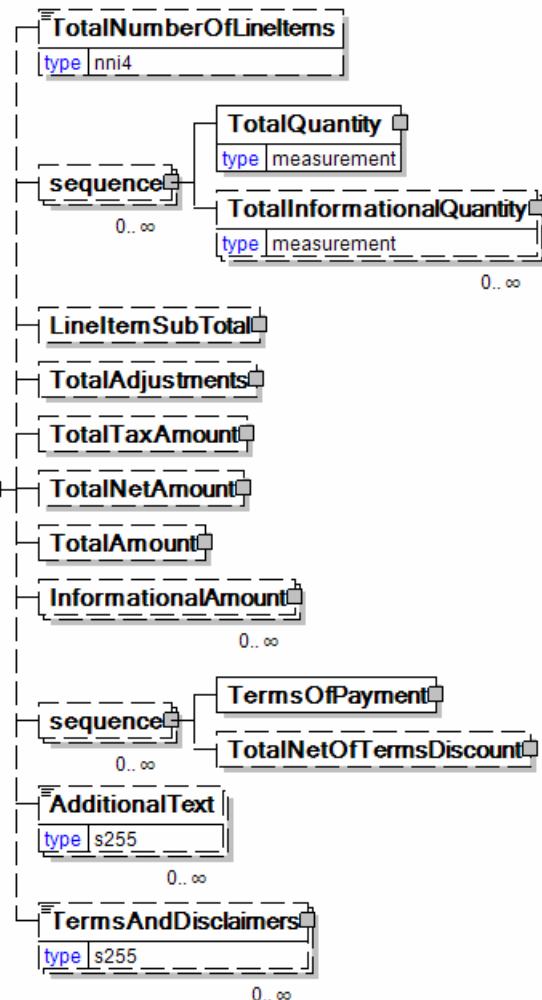 TotalNumberOfLineItems
type nni4
TotalQuantity
type measurement
sequence
0..∞
TotalInformationalQuantity
type measurement
0..∞
LineItemSubTotal
TotalAdjustments
TotalTaxAmount
TotalNetAmount
TotalAmount
InformationalAmount
0..∞
TermsOfPayment
sequence
TotalNetOfTermsDiscount
0..∞
AdditionalText
type s255
0..∞
TermsAndDisclaimers
type s255
0..∞